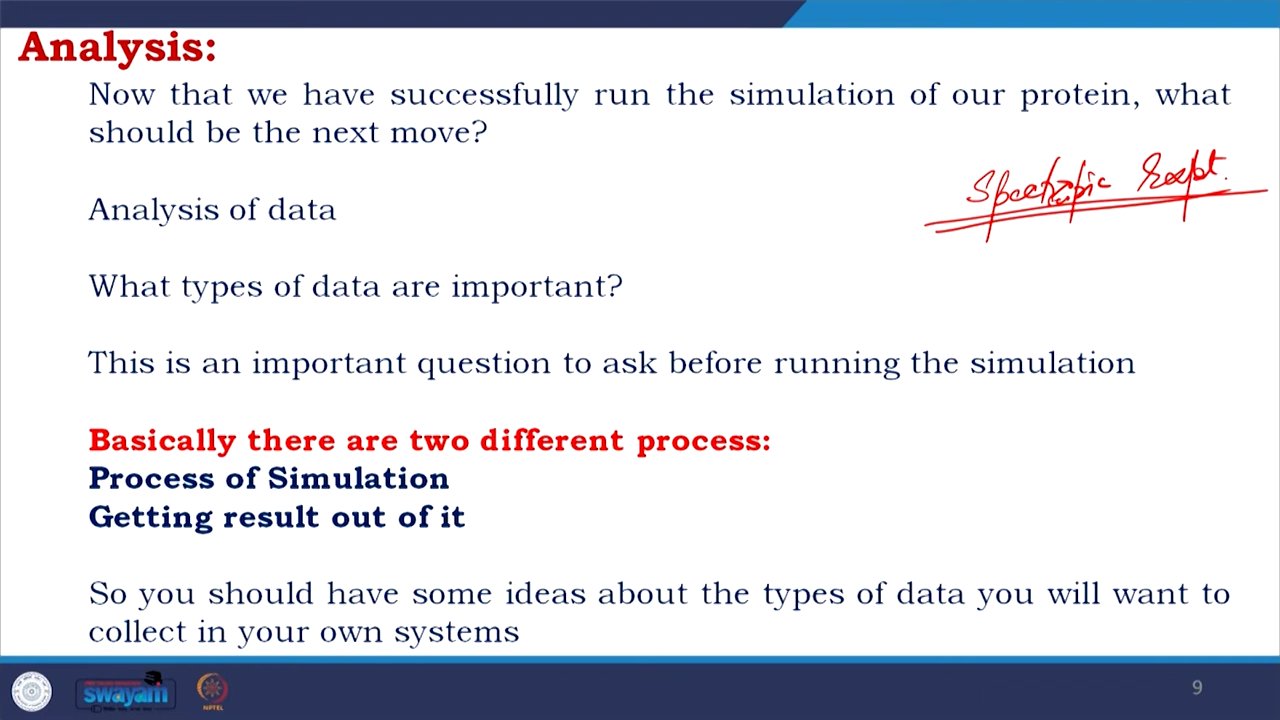 Analysis:
Now that we have successfully run the simulation of our protein, what
should be the next move?
Analysis of data
What types of data are important?
This is an important question to ask before running the simulation
Basically there are two different process:
Process of Simulation
Getting result out of it
So you should have some ideas about the types of data you will want to
collect in your own systems
swayam
NPTEL
9